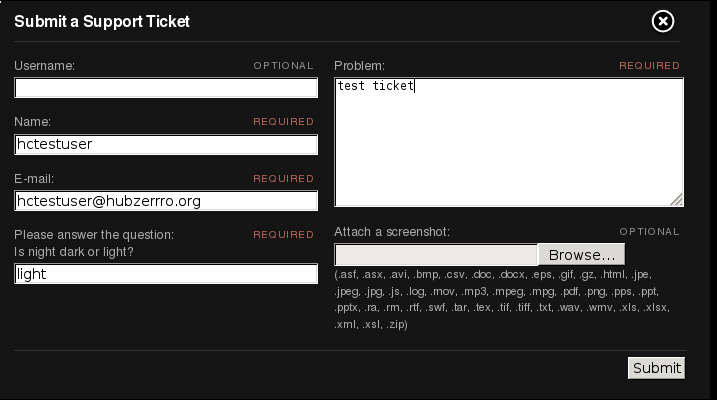 Submit a Support Ticket
Username: OPTIONAL
Name: REQUIRED
hctestuser
E-mail: REQUIRED
hctestuser@hubzerrro.org
Please answer the question: REQUIRED
Is night dark or light?
light
Problem: REQUIRED
test ticket
Attach a screenshot: OPTIONAL
Browse...
(.asf, .asx, .avi, .bmp, .csv, .doc, .docx, .eps, .gif, .gz, .html, .jpe,
.jpeg, .jpg, .js, .log, .mov, .mp3, .mpeg, .mpg, .pdf, .png, .pps, .ppt,
.pptx, .ra, .rm, .rtf, .swf, .tar, .tex, .tif, .tiff, .txt, .wav, .wmv, .xls, .xlsx,
.xml, .xsl, .zip)
Submit